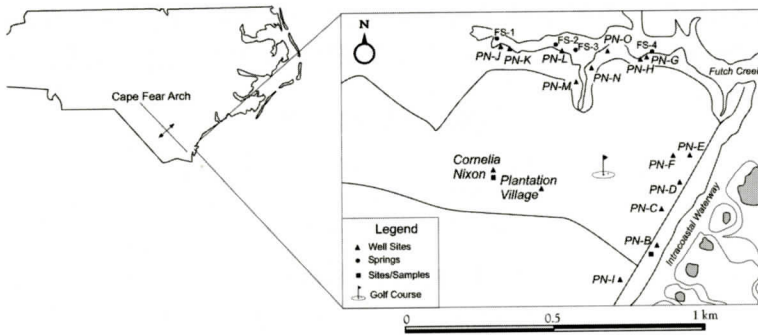 Cape Fear Arch
N
FS-1
FS-2
FS-3
PN-O
FS-4
PN-J
PN-K
PN-L
PN-G
PN-H
PN-N
PN-M
Futch Creek
PN-E
PN-F
Cornelia
Nixon
Plantation
Village
PN-D
PN-C
Intracoastal Waterway
PN-B
PN-I
Legend
Well Sites
Springs
Sites/Samples
Golf Course
0
0.5
1 km